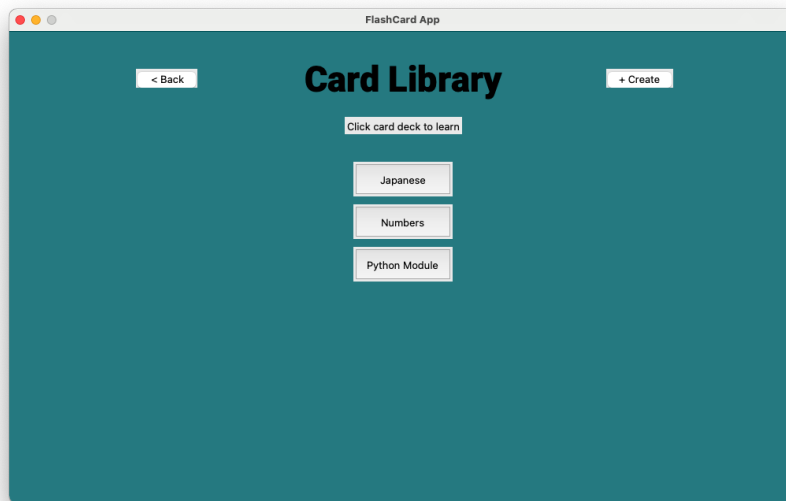 FlashCard App
< Back
Card Library
+ Create
Click card deck to learn
Japanese
Numbers
Python Module